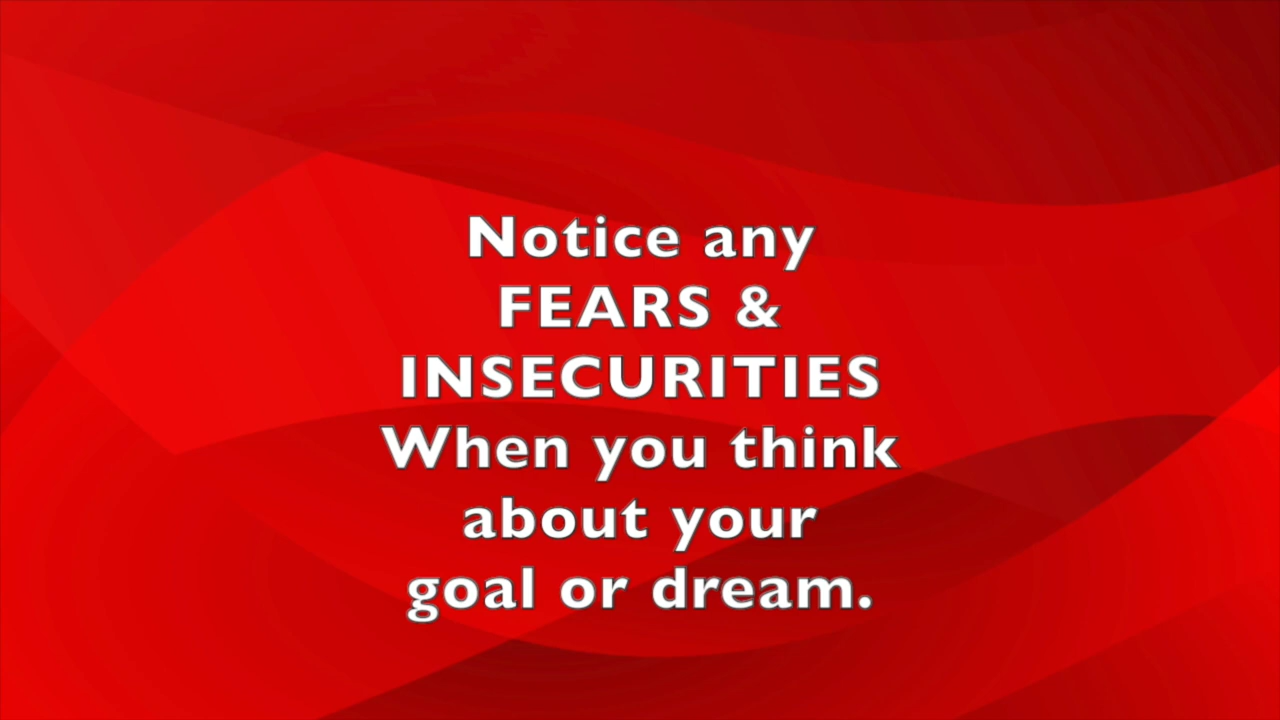 Notice any
FEARS &
INSECURITIES
When you think
about your
goal or dream.